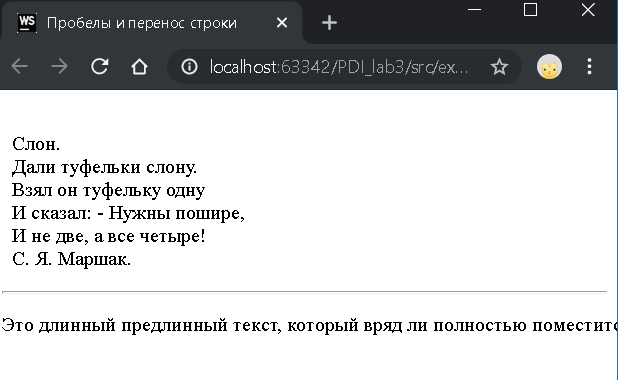 WS
Пробелы и перенос строки
localhost:63342/PDI_lab3/src/ex...
Слон.
Дали туфельки слону.
Взял он туфельку одну
И сказал: - Нужны пошире,
И не две, а все четыре!
С. Я. Маршак.
Это длинный предлинный текст, который вряд ли полностью поместитс